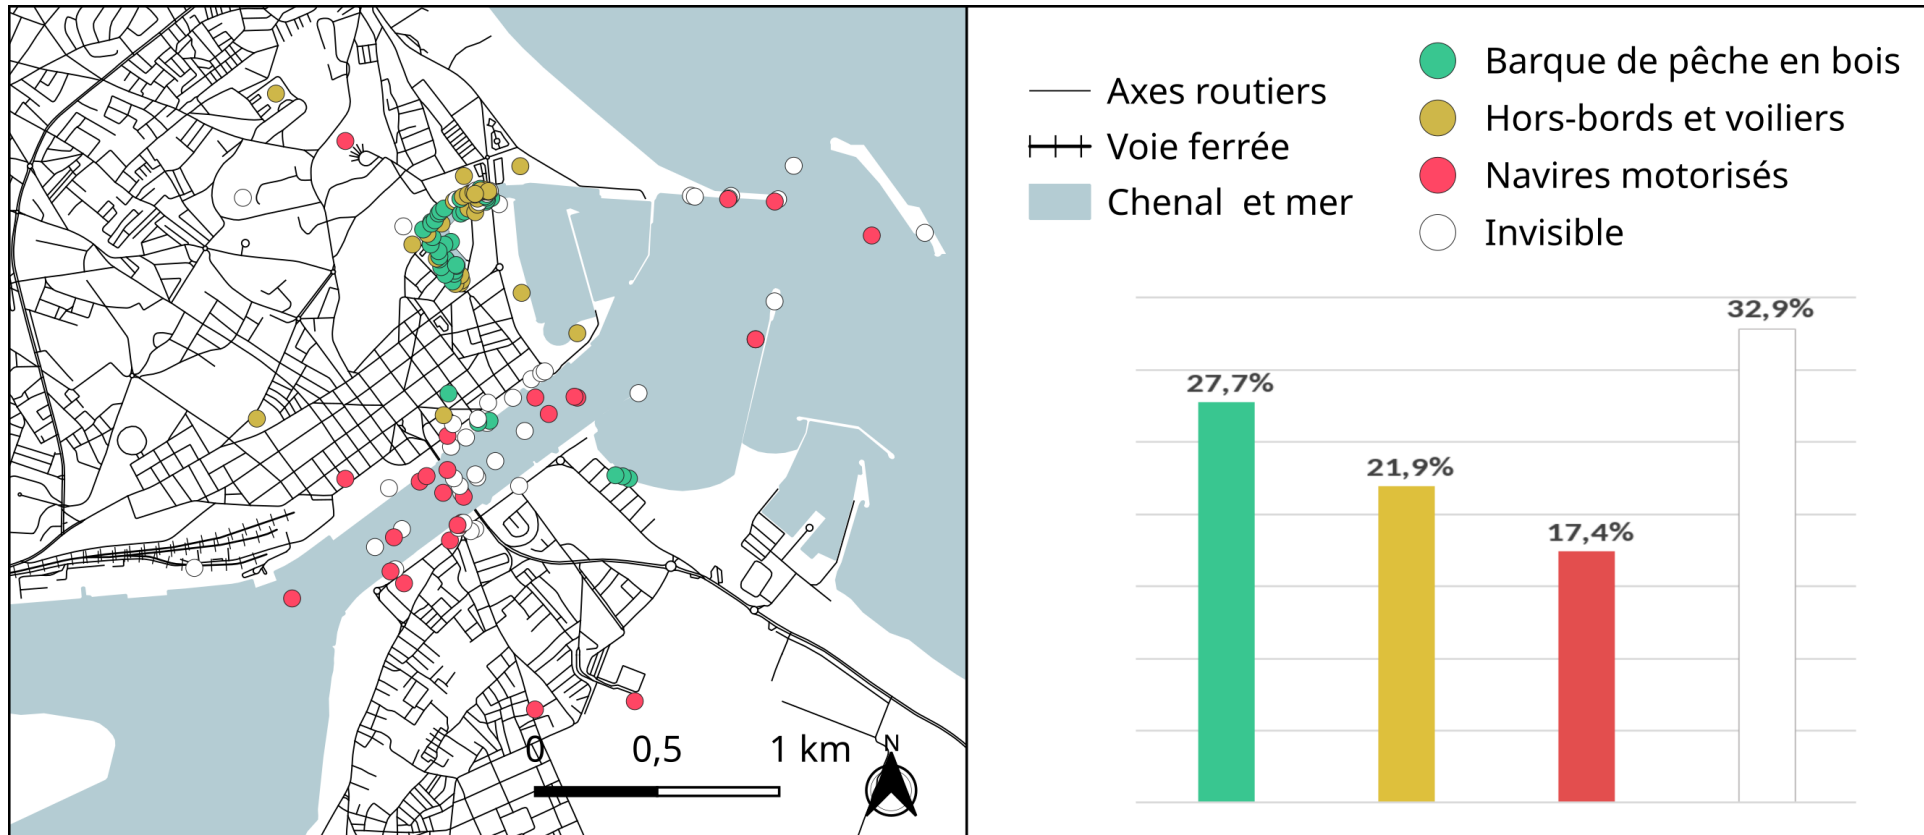 Axes routiers
Voie ferrée
Chenal et mer
Barque de pêche en bois
Hors-bords et voiliers
Navires motorisés
Invisible
27,7%
21,9%
17,4%
32,9%
0 0,5 1 km
N